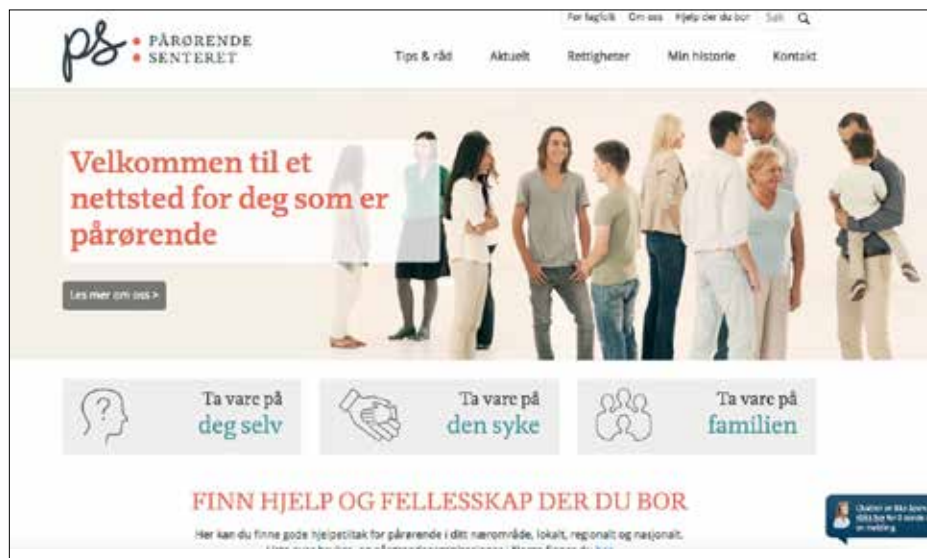 For fagfolk Om oss Hjelp der du bor Søk
ps PÅRØRENDE
SENTERET
Tips & råd Aktuelt Rettigheter Min historie Kontakt
Velkommen til et
nettsted for deg som er
pårørende
Les mer om oss >
Ta vare på
deg selv
Ta vare på
den syke
Ta vare på
familien
FINN HJELP OG FELLESSKAP DER DU BOR
Her kan du finne gode hjelpetiltak for pårørende i ditt nærområde, lokalt, regionalt og nasjonalt.